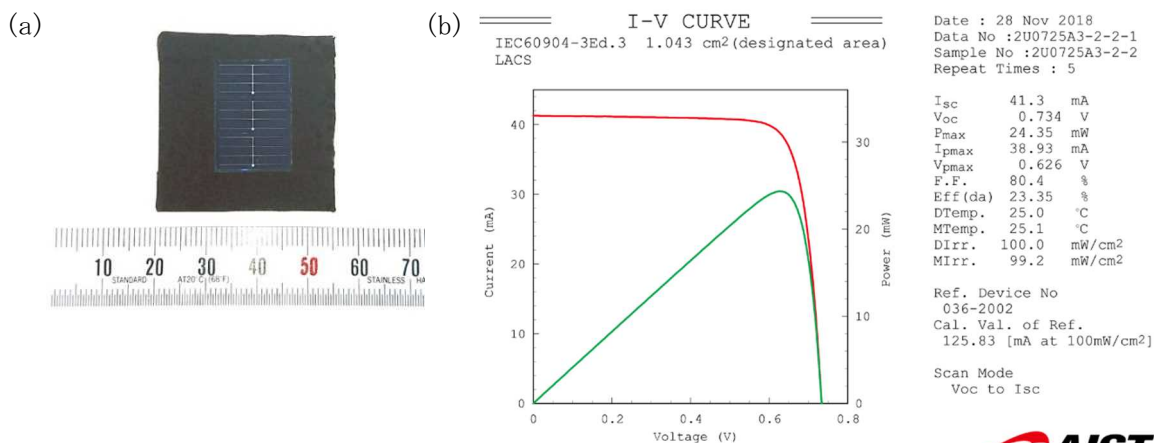 (a)
10 20 30 40 50 60 70
STANDARD AT20°C (68°F) STAINLESS HA
(b)
I-V CURVE
IEC60904-3Ed.3 1.043 cm²(designated area)
LACS
Current (mA)
40
30
20
10
0
Power (mW)
30
20
10
0
0 0.2 0.4 0.6 0.8
Voltage (V)
Date : 28 Nov 2018
Data No :2U0725A3-2-2-1
Sample No :2U0725A3-2-2
Repeat Times : 5
Isc 41.3 mA
Voc 0.734 V
Pmax 24.35 mW
Ipmax 38.93 mA
Vpmax 0.626 V
F.F. 80.4 %
Eff(da) 23.35 %
DTemp. 25.0 °C
MTemp. 25.1 °C
DIrr. 100.0 mW/cm²
MIrr. 99.2 mW/cm²
Ref. Device No
036-2002
Cal. Val. of Ref.
125.83 [mA at 100mW/cm²]
Scan Mode
Voc to Isc
AIST